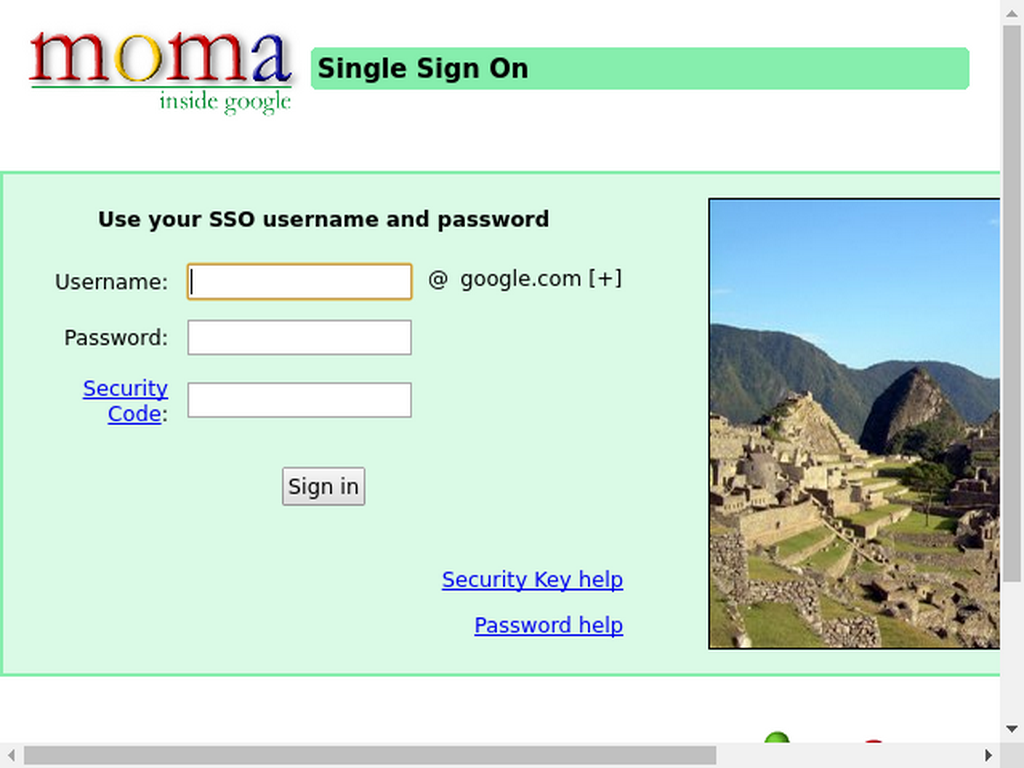 moma
inside google
Single Sign On
Use your SSO username and password
Username:
@ google.com [+]
Password:
Security
Code:
Sign in
Security Key help
Password help